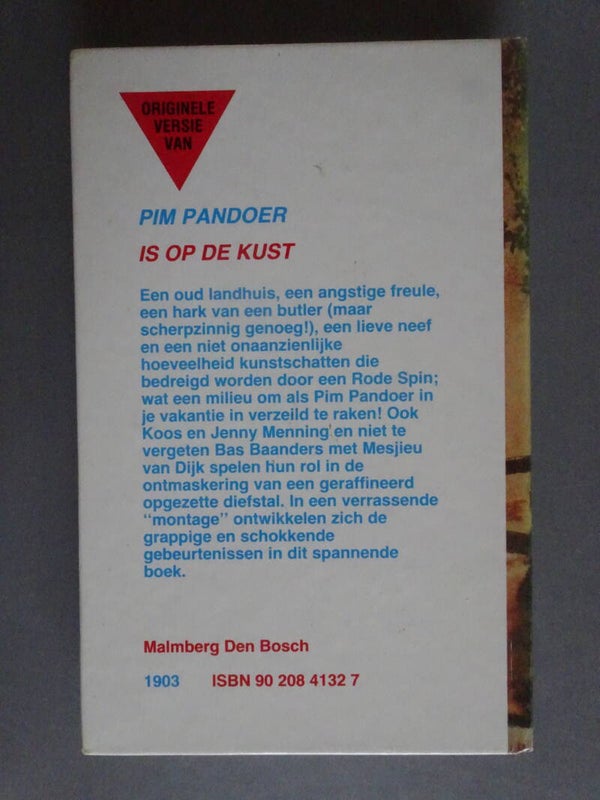 ORIGINELE
VERSIE
VAN
PIM PANDOER
IS OP DE KUST
Een oud landhuis, een angstige freule,
een hark van een butler (maar
scherpzinnig genoeg!), een lieve neef
en een niet onaanzienlijke
hoeveelheid kunstschatten die
bedreigd worden door een Rode Spin;
wat een milieu om als Pim Pandoer in
je vakantie in verzeild te raken! Ook
Koos en Jenny Menning en niet te
vergeten Bas Baanders met Mesjieu
van Dijk spelen hun rol in de
ontmaskering van een geraffineerd
opgezette diefstal. In een verrassende
"montage" ontwikkelen zich de
grappige en schokkende
gebeurtenissen in dit spannende
boek.
Malmberg Den Bosch
1903 ISBN 90 208 4132 7